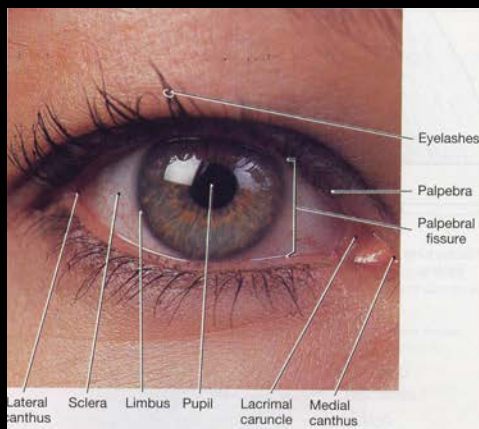 Eyelashes
Palpebra
Palpebral
fissure
Lateral
canthus
Sclera
Limbus
Pupil
Lacrimal
caruncle
Medial
canthus